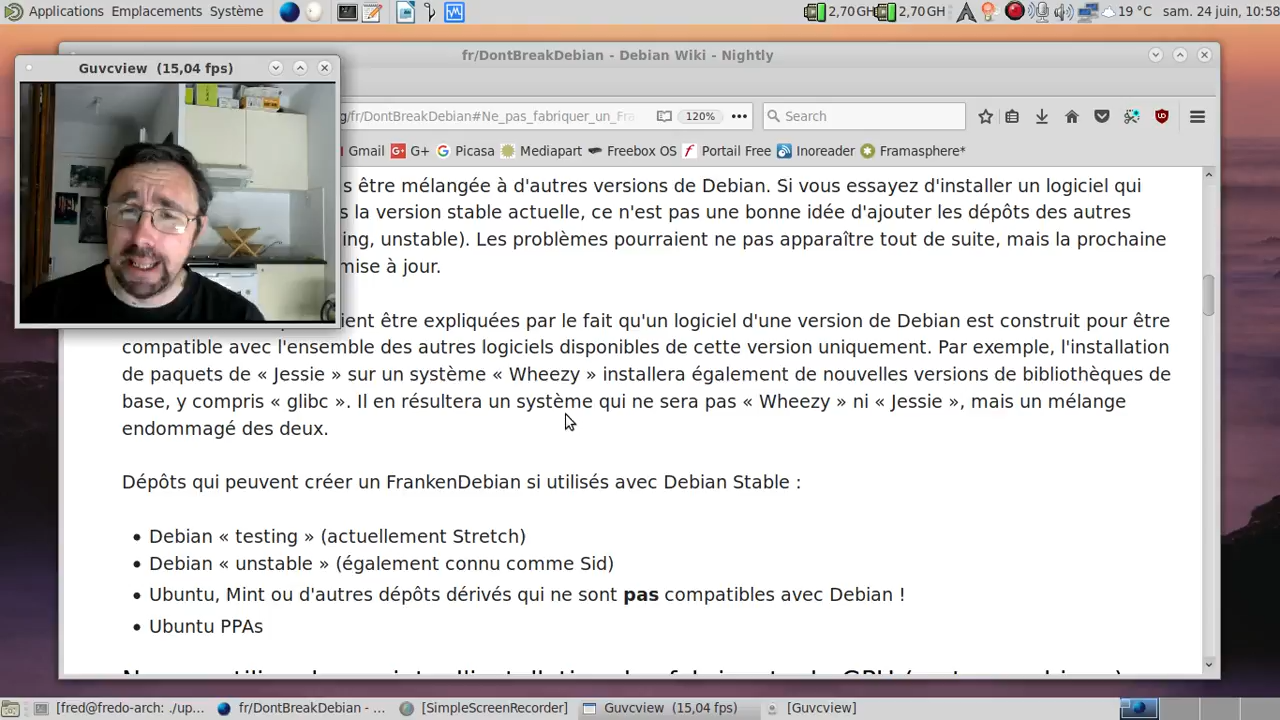 Applications Emplacements Système
2,70 GH 2,70 GH 19 °C sam. 24 juin, 10:58
fr/DontBreakDebian - Debian Wiki - Nightly
Guvcview (15,04 fps)
g/fr/DontBreakDebian#Ne_pas_fabriquer_un_Fra 120% Search
Gmail G+ Picasa Mediapart Freebox OS Portail Free Inoreader Framasphere*
s être mélangée à d'autres versions de Debian. Si vous essayez d'installer un logiciel qui
s la version stable actuelle, ce n'est pas une bonne idée d'ajouter les dépôts des autres
ing, unstable). Les problèmes pourraient ne pas apparaître tout de suite, mais la prochaine
mise à jour.
ient être expliquées par le fait qu'un logiciel d'une version de Debian est construit pour être
compatible avec l'ensemble des autres logiciels disponibles de cette version uniquement. Par exemple, l'installation
de paquets de « Jessie » sur un système « Wheezy » installera également de nouvelles versions de bibliothèques de
base, y compris « glibc ». Il en résultera un système qui ne sera pas « Wheezy » ni « Jessie », mais un mélange
endommagé des deux.
Dépôts qui peuvent créer un FrankenDebian si utilisés avec Debian Stable :
• Debian « testing » (actuellement Stretch)
• Debian « unstable » (également connu comme Sid)
• Ubuntu, Mint ou d'autres dépôts dérivés qui ne sont pas compatibles avec Debian !
• Ubuntu PPAs
[fred@fredo-arch: ./up... fr/DontBreakDebian - ... [SimpleScreenRecorder] Guvcview (15,04 fps) [Guvcview]